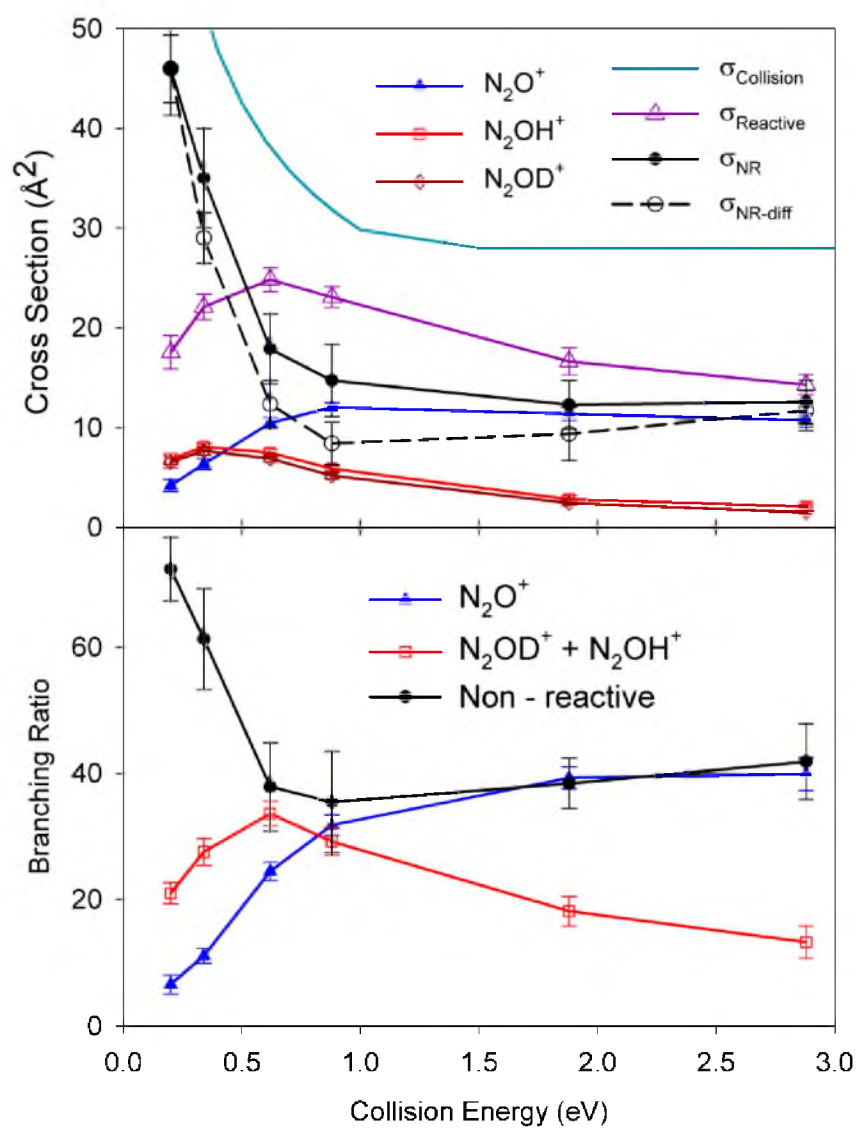 50
40
30
20
10
0
Cross Section (Å²)
N₂O⁺
N₂OH⁺
N₂OD⁺
σCollision
σReactive
σNR
σNR-diff
60
40
20
0
Branching Ratio
N₂O⁺
N₂OD⁺ + N₂OH⁺
Non - reactive
0.0 0.5 1.0 1.5 2.0 2.5 3.0
Collision Energy (eV)